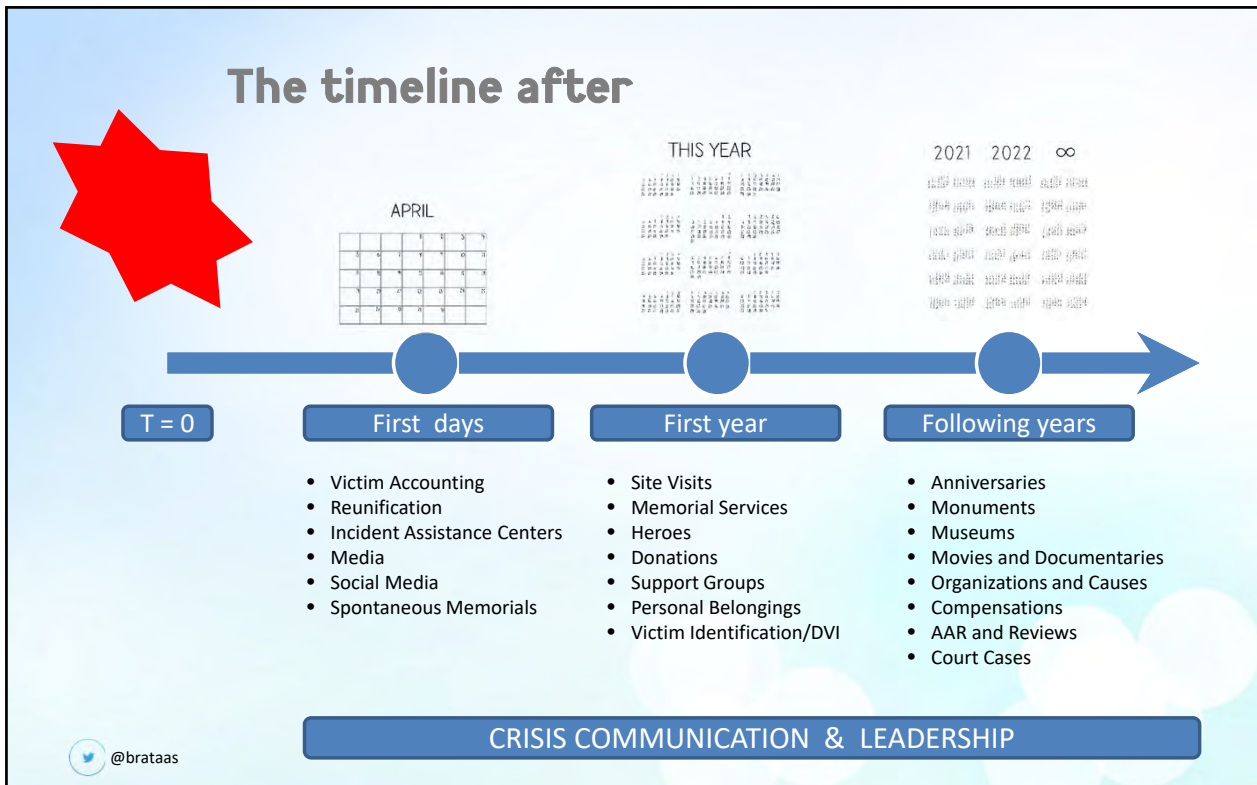 The timeline after
APRIL
THIS YEAR
2021 2022 ∞
T = 0
First days
First year
Following years
• Victim Accounting
• Reunification
• Incident Assistance Centers
• Media
• Social Media
• Spontaneous Memorials
• Site Visits
• Memorial Services
• Heroes
• Donations
• Support Groups
• Personal Belongings
• Victim Identification/DVI
• Anniversaries
• Monuments
• Museums
• Movies and Documentaries
• Organizations and Causes
• Compensations
• AAR and Reviews
• Court Cases
CRISIS COMMUNICATION & LEADERSHIP
@brataas